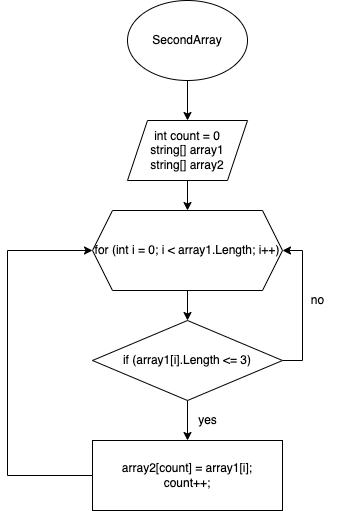 SecondArray
int count = 0
string[] array1
string[] array2
for (int i = 0; i < array1.Length; i++)
no
if (array1[i].Length <= 3)
yes
array2[count] = array1[i];
count++;